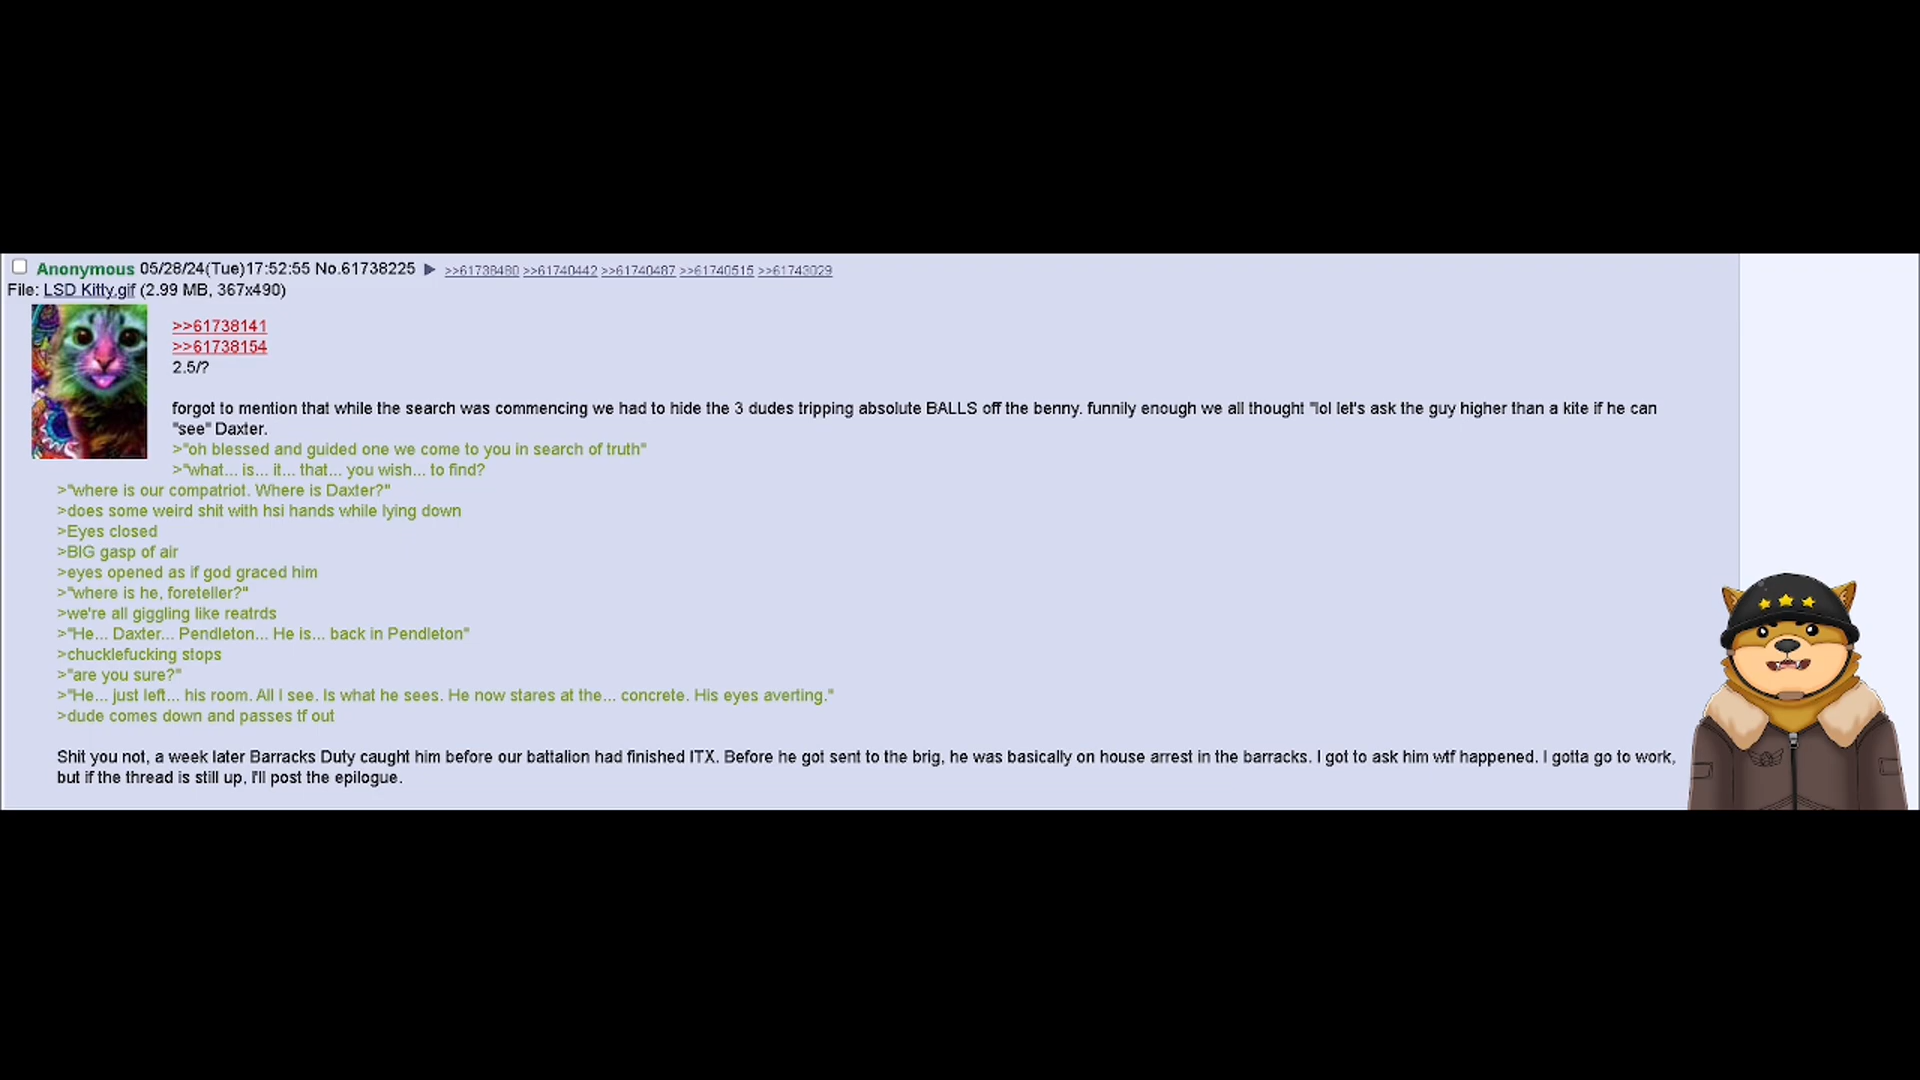 Anonymous 05/28/24(Tue)17:52:55 No.61738225 ▶ >>61738480 >>61740442 >>61740487 >>61740515 >>61743029
File: LSD Kitty.gif (2.99 MB, 367x490)
>>61738141
>>61738154
2.5/?
forgot to mention that while the search was commencing we had to hide the 3 dudes tripping absolute BALLS off the benny. funnily enough we all thought "lol let's ask the guy higher than a kite if he can
"see" Daxter.
>"oh blessed and guided one we come to you in search of truth"
>"what... is... it... that... you wish... to find?
>"where is our compatriot. Where is Daxter?"
>does some weird shit with hsi hands while lying down
>Eyes closed
>BIG gasp of air
>eyes opened as if god graced him
>"where is he, foreteller?"
>we're all giggling like reatrds
>"He... Daxter... Pendleton... He is... back in Pendleton"
>chucklefucking stops
>"are you sure?"
>"He... just left... his room. All I see. Is what he sees. He now stares at the... concrete. His eyes averting."
>dude comes down and passes tf out
Shit you not, a week later Barracks Duty caught him before our battalion had finished ITX. Before he got sent to the brig, he was basically on house arrest in the barracks. I got to ask him wtf happened. I gotta go to work,
but if the thread is still up, I'll post the epilogue.